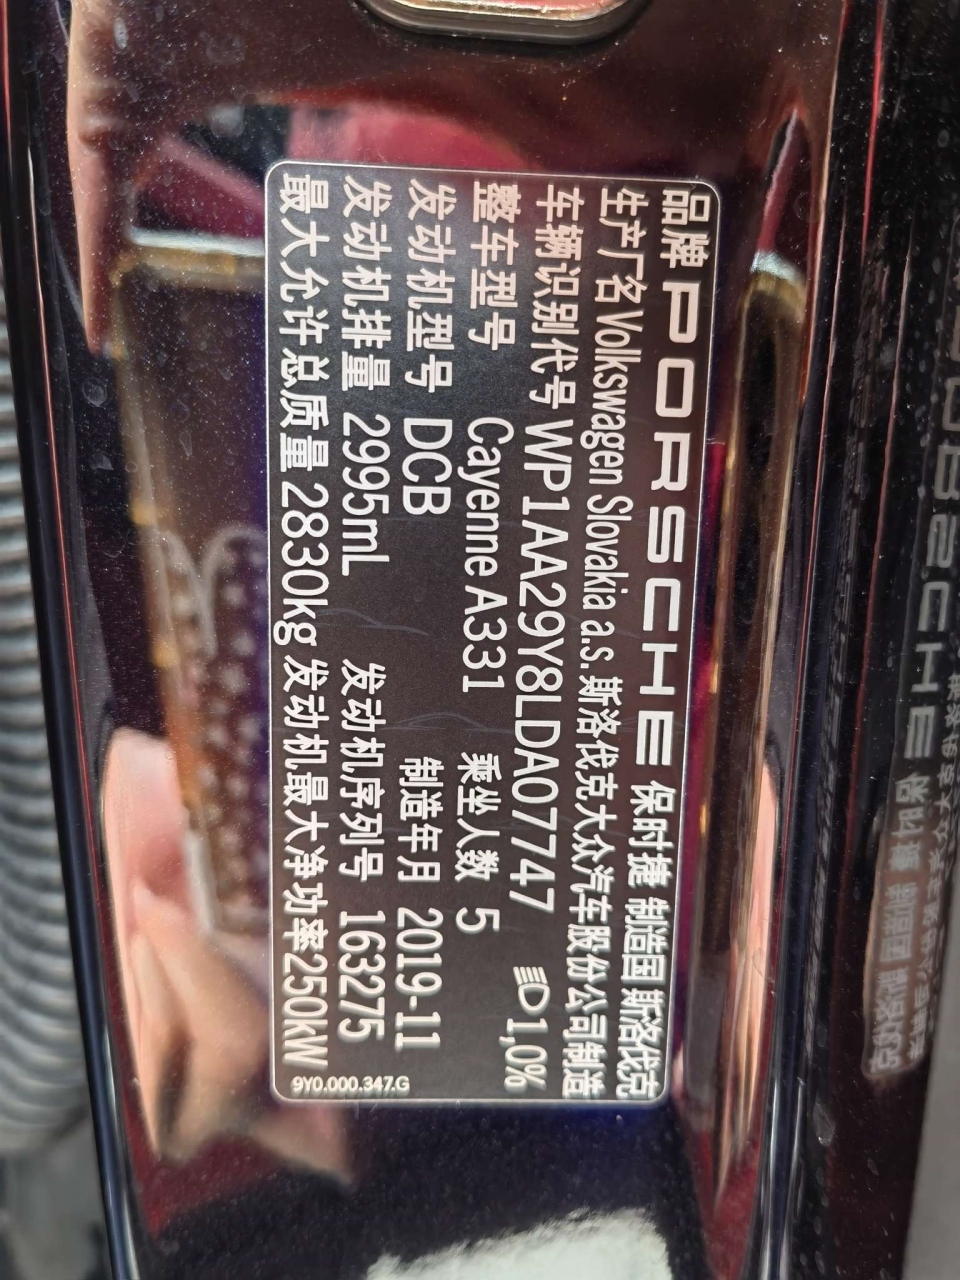 品牌 PORSCHE 保时捷 制造国 斯洛伐克
生产厂名 Volkswagen Slovakia a.s. 斯洛伐克大众汽车股份公司制造
车辆识别代号 WP1AA29Y8LDA07747 1,0%
整车型号 Cayenne A331 乘坐人数 5
发动机型号 DCB 制造年月 2019-11
发动机排量 2995mL 发动机序列号 163275
最大允许总质量 2830kg 发动机最大净功率250kW
9Y0.000.347.G